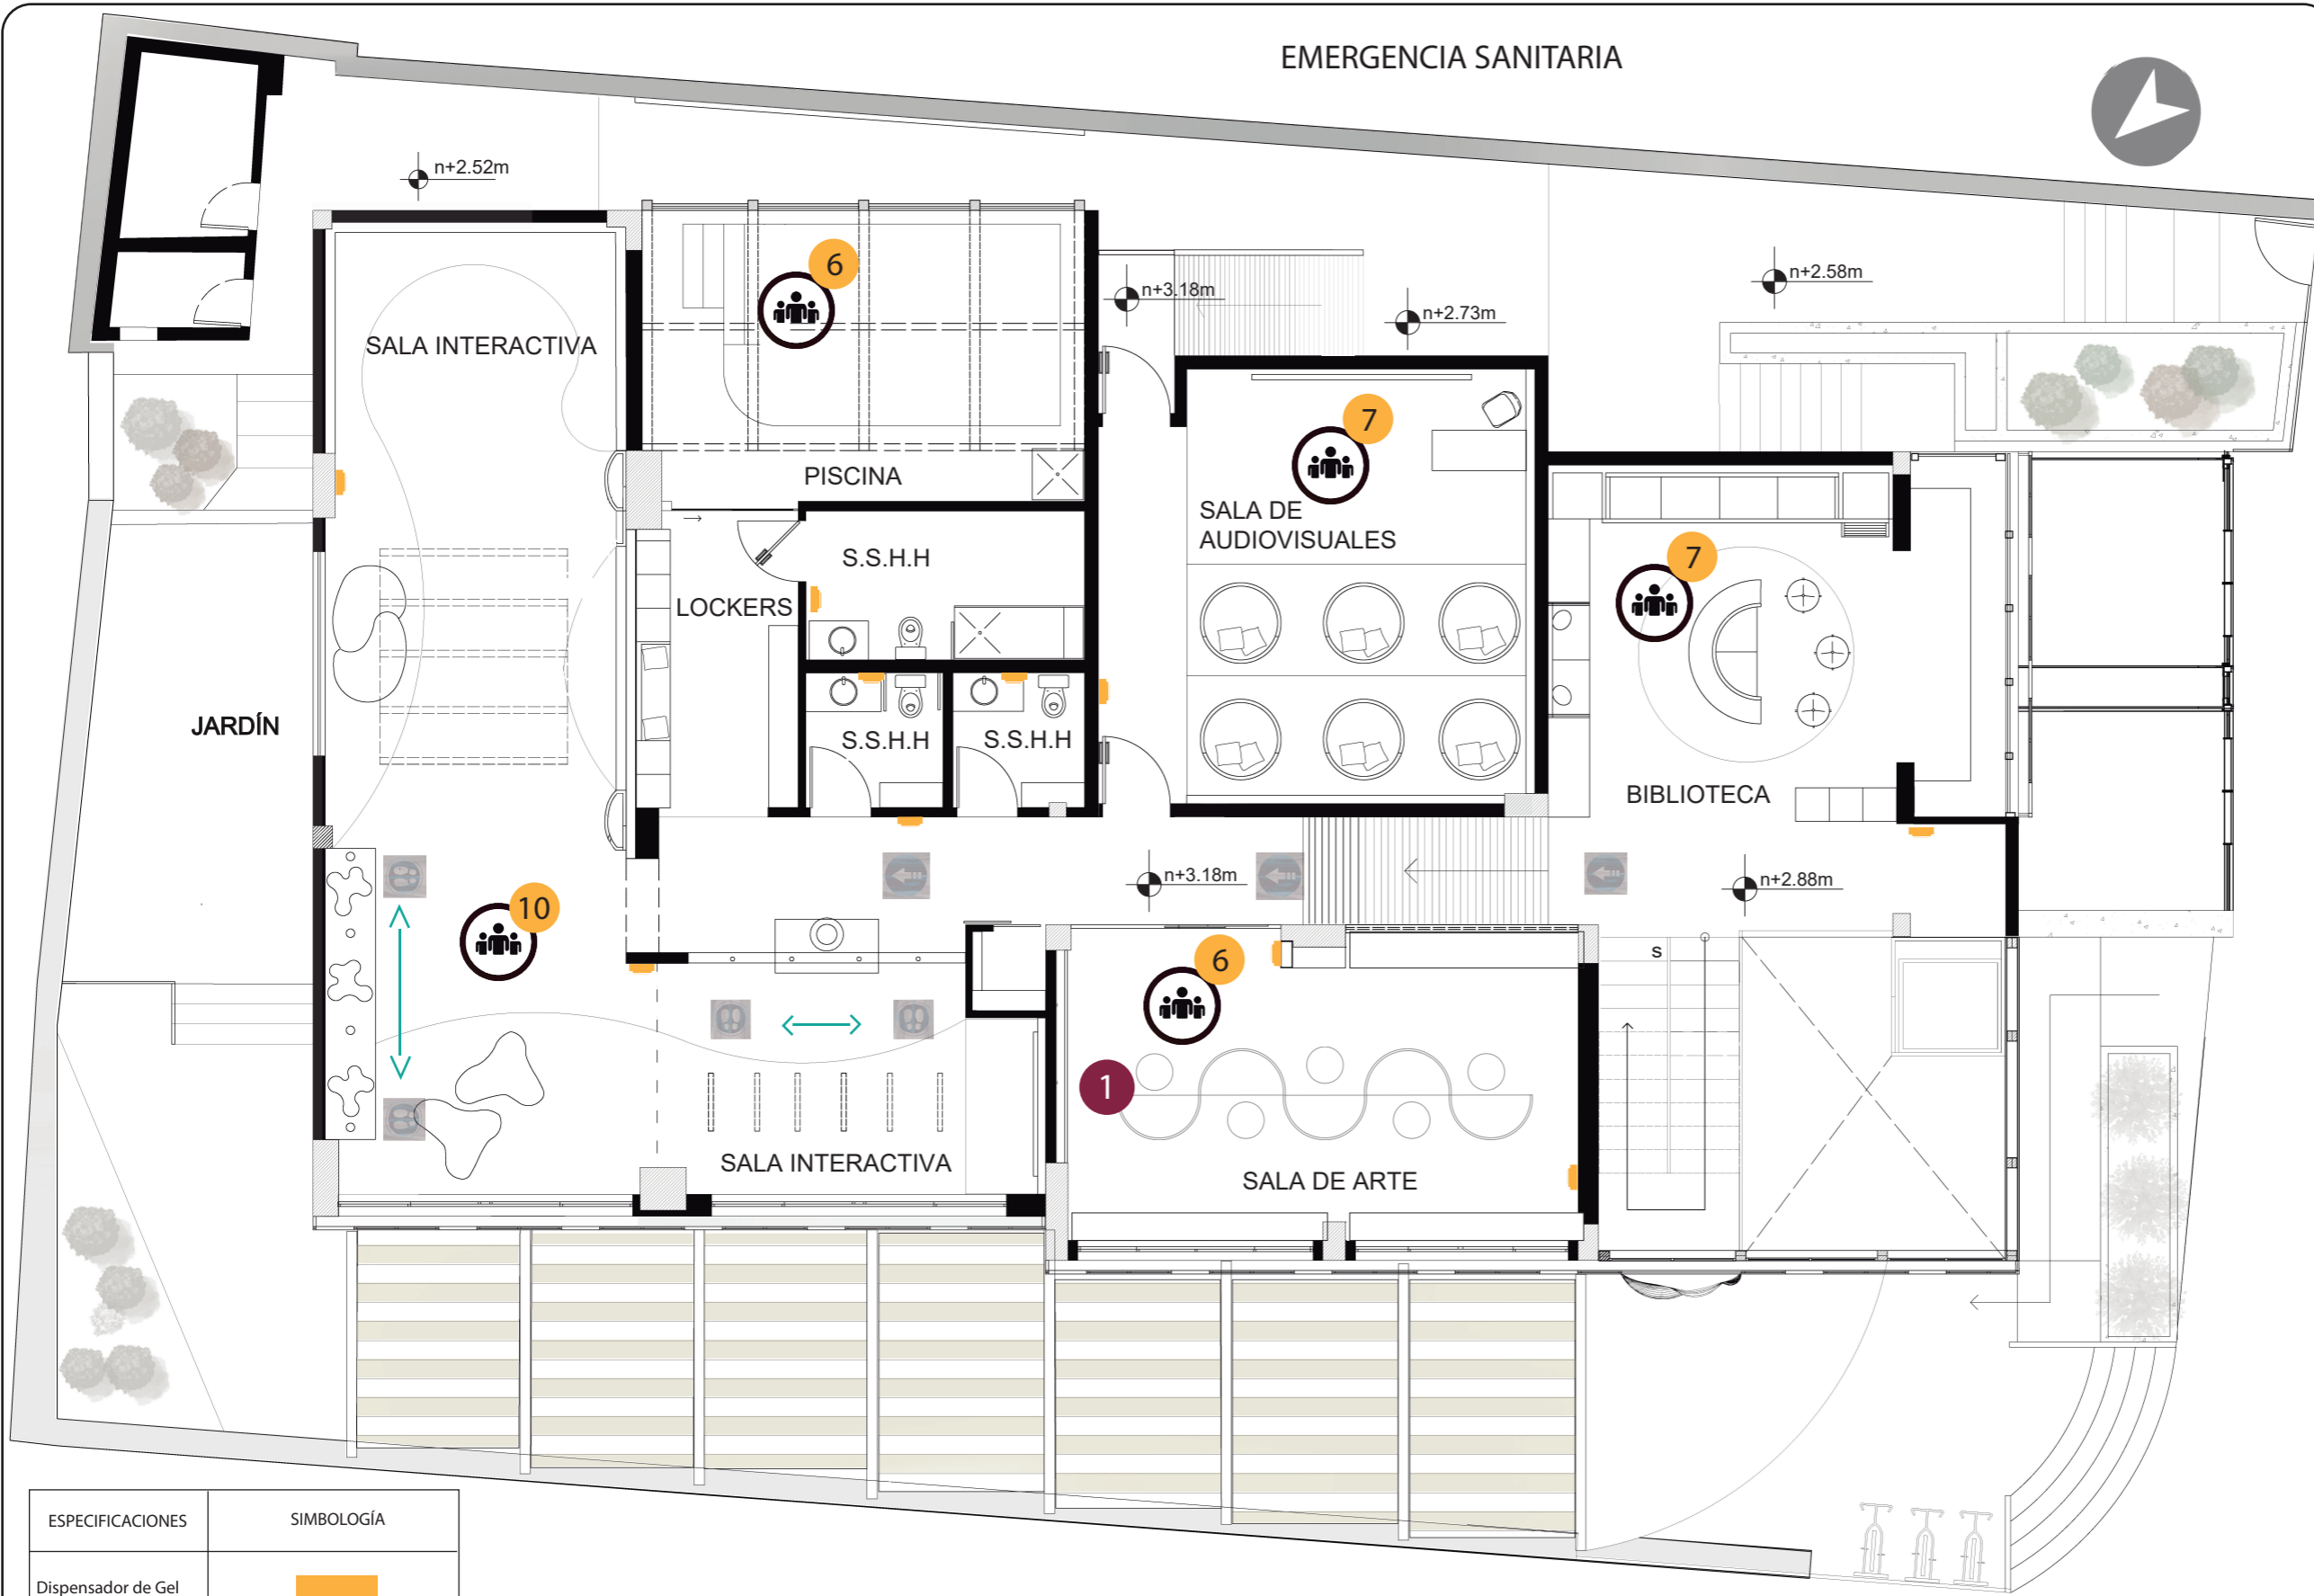 EMERGENCIA SANITARIA
n+2.52m
6
n+3.18m
n+2.58m
n+2.73m
SALA INTERACTIVA
7
PISCINA
SALA DE
AUDIOVISUALES
7
S.S.H.H
LOCKERS
JARDÍN
S.S.H.H
S.S.H.H
BIBLIOTECA
n+3.18m
n+2.88m
10
6
S
1
SALA INTERACTIVA
SALA DE ARTE
ESPECIFICACIONES
SIMBOLOGÍA
Dispensador de Gel